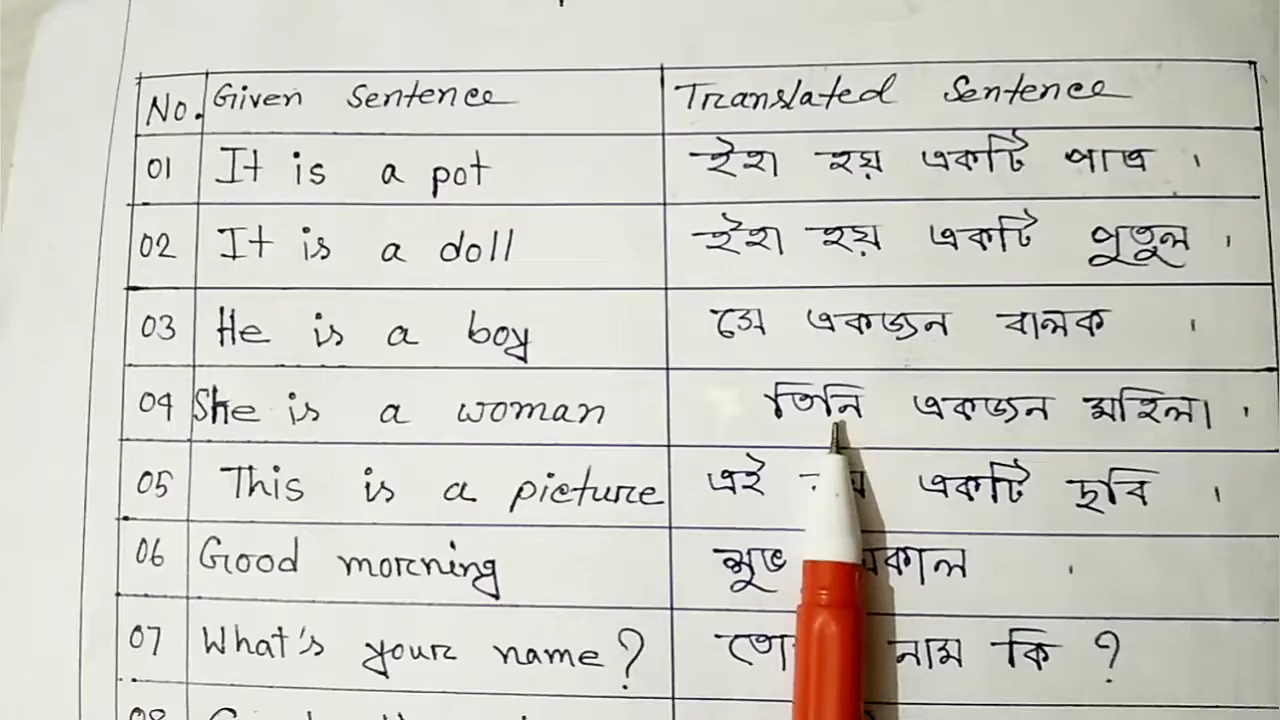 No. Given Sentence Translated Sentence
01 It is a pot ইহা হয় একটি পাত্র ।
02 It is a doll ইহা হয় একটি পুতুল ।
03 He is a boy সে একজন বালক ।
04 She is a woman তিনি একজন মহিলা ।
05 This is a picture এই একটি ছবি ।
06 Good morning শুভ
07 What's your name? নাম কি ?
08